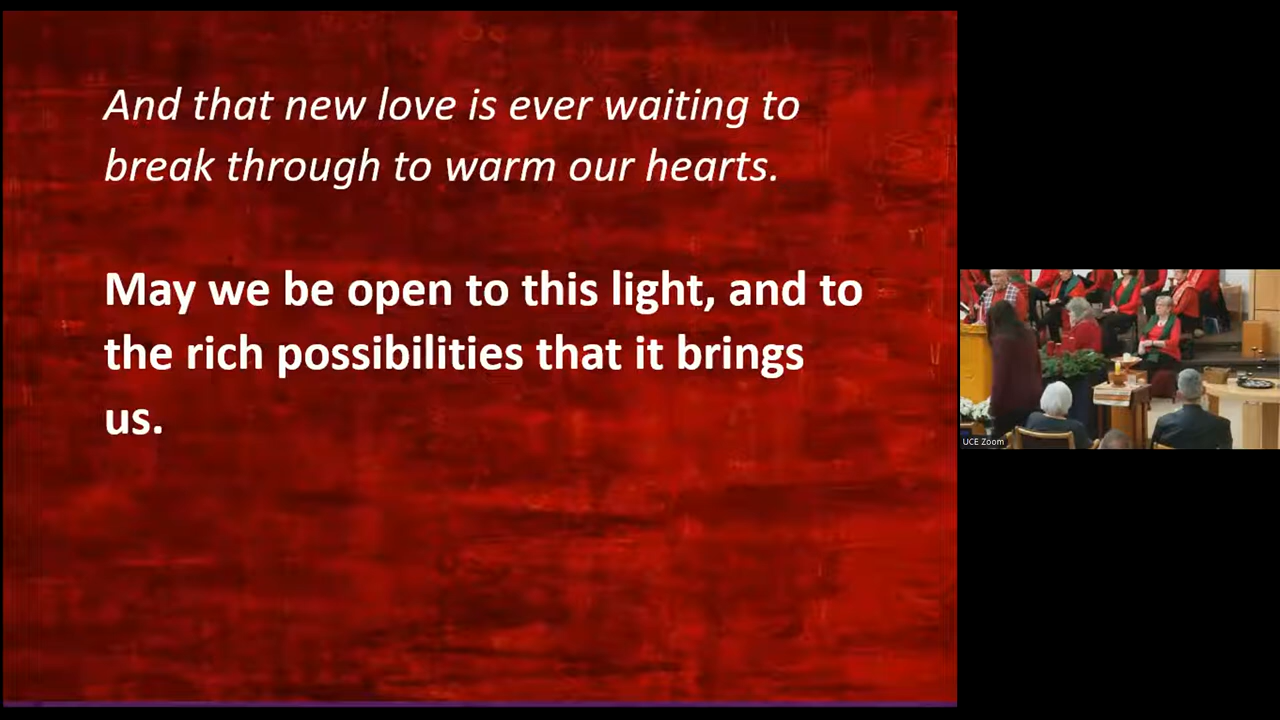 And that new love is ever waiting to
break through to warm our hearts.
May we be open to this light, and to
the rich possibilities that it brings
us.
UCE Zoom